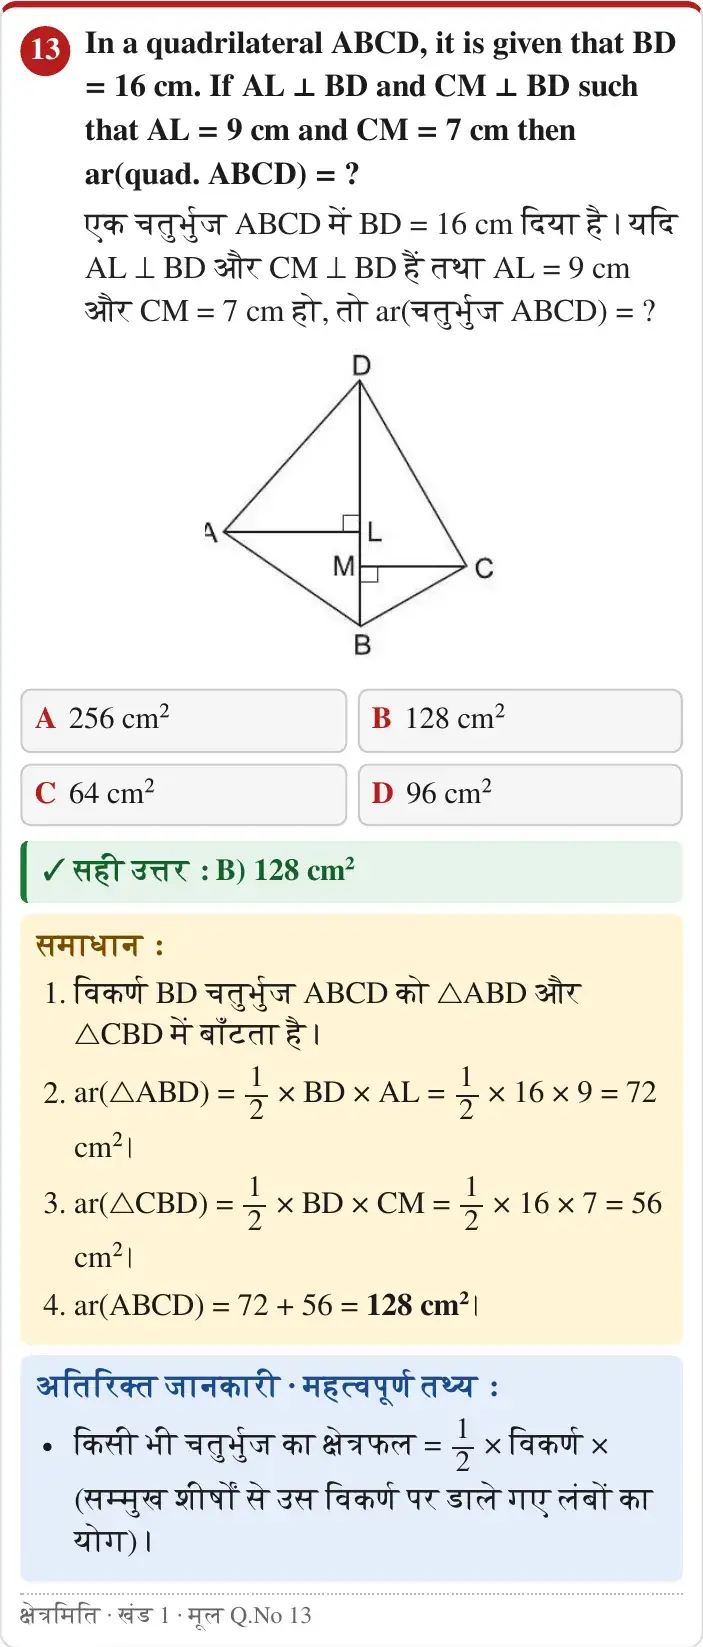 13 In a quadrilateral ABCD, it is given that BD
= 16 cm. If AL ⊥ BD and CM ⊥ BD such
that AL = 9 cm and CM = 7 cm then
ar(quad. ABCD) = ?
एक चतुर्भुज ABCD में BD = 16 cm दिया है। यदि
AL ⊥ BD और CM ⊥ BD हैं तथा AL = 9 cm
और CM = 7 cm हो, तो ar(चतुर्भुज ABCD) = ?
D
A
L
M
C
B
A 256 cm²
B 128 cm²
C 64 cm²
D 96 cm²
✓ सही उत्तर : B) 128 cm²
समाधान :
1. विकर्ण BD चतुर्भुज ABCD को △ABD और
△CBD में बाँटता है।
2. ar(△ABD) = 1/2 × BD × AL = 1/2 × 16 × 9 = 72
cm²।
3. ar(△CBD) = 1/2 × BD × CM = 1/2 × 16 × 7 = 56
cm²।
4. ar(ABCD) = 72 + 56 = 128 cm²।
अतिरिक्त जानकारी · महत्वपूर्ण तथ्य :
• किसी भी चतुर्भुज का क्षेत्रफल = 1/2 × विकर्ण ×
(सम्मुख शीर्षों से उस विकर्ण पर डाले गए लंबों का
योग)।
क्षेत्रमिति · खंड 1 · मूल Q.No 13